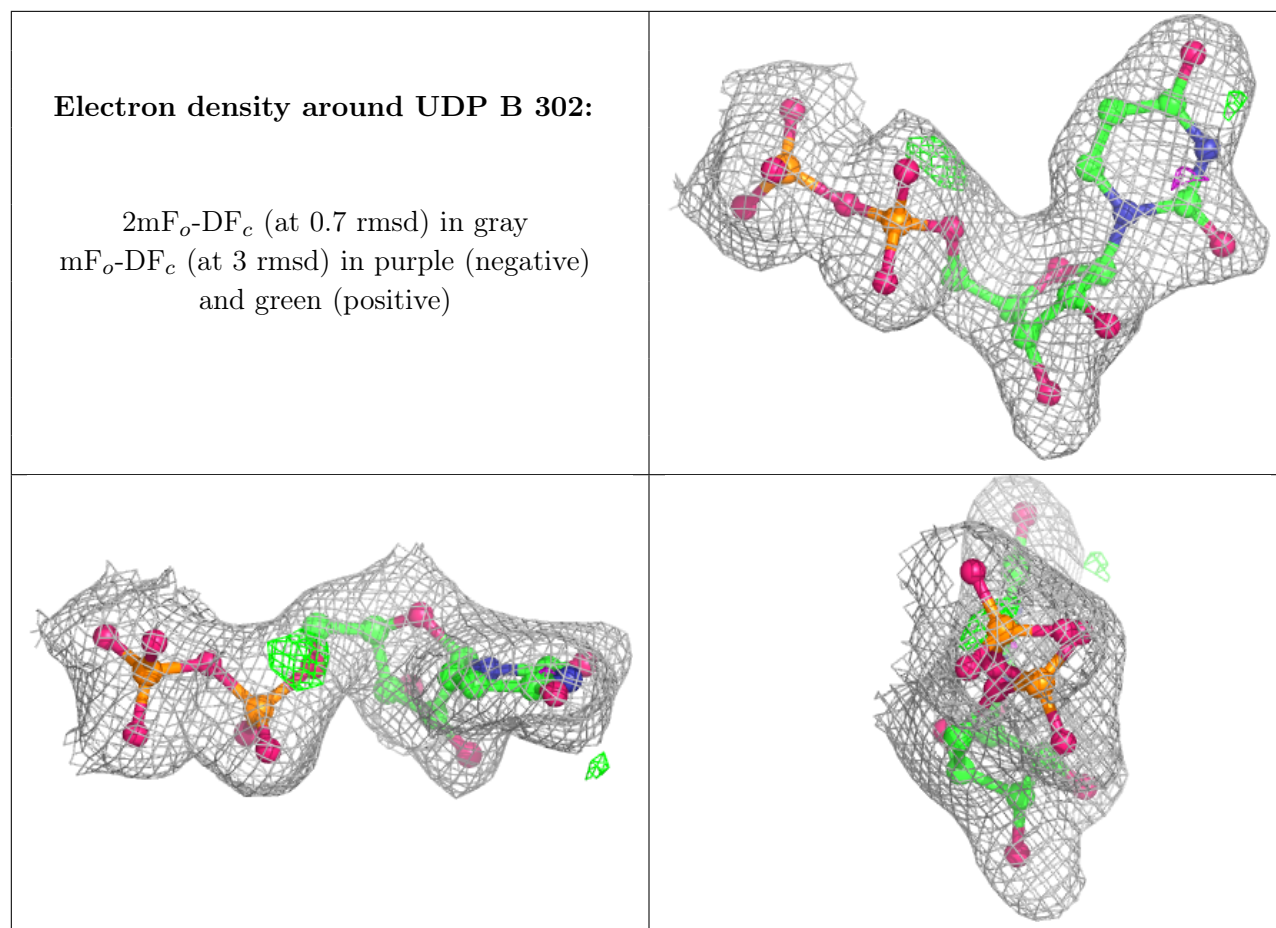 Electron density around UDP B 302:
2mFo-DFc (at 0.7 rmsd) in gray
mFo-DFc (at 3 rmsd) in purple (negative)
and green (positive)